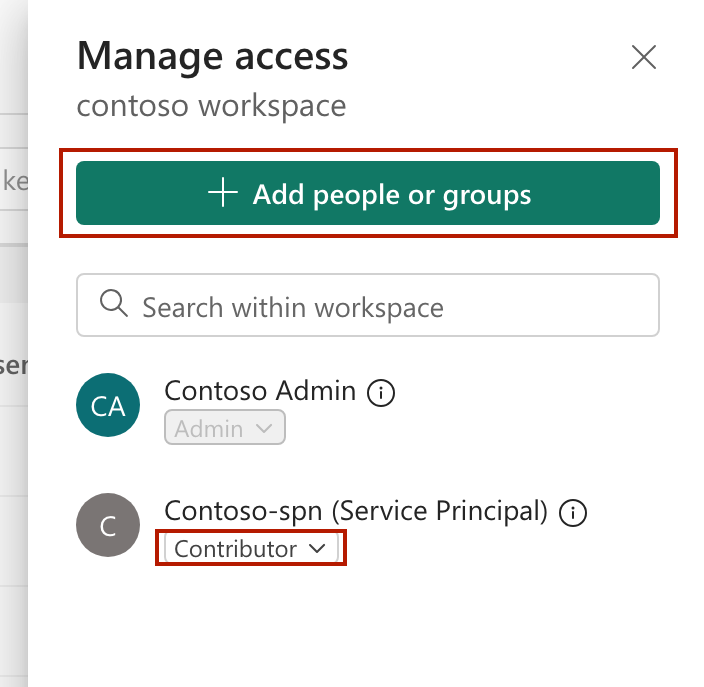 Manage access
contoso workspace
ke
Add people or groups
Search within workspace
ser
CA
Contoso Admin
Admin
C
Contoso-spn (Service Principal)
Contributor